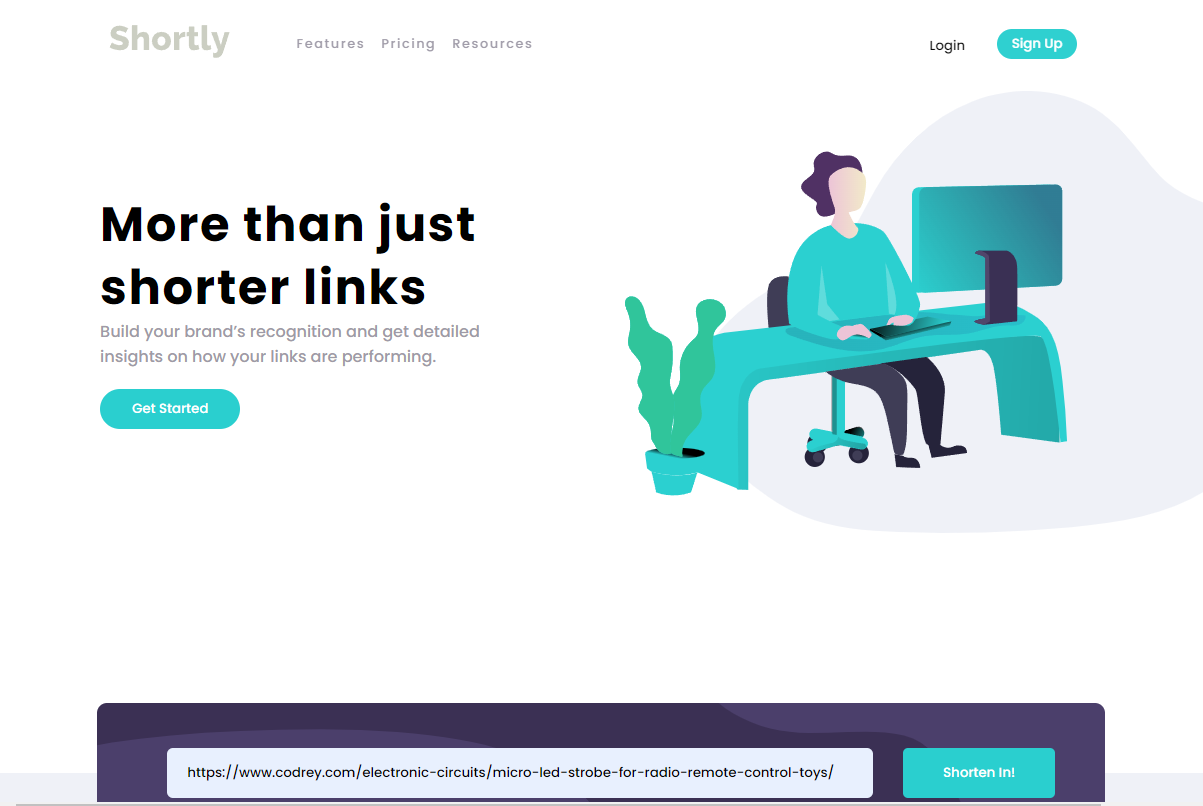 Shortly
Features Pricing Resources
Login
Sign Up
More than just
shorter links
Build your brand’s recognition and get detailed
insights on how your links are performing.
Get Started
https://www.codrey.com/electronic-circuits/micro-led-strobe-for-radio-remote-control-toys/
Shorten In!